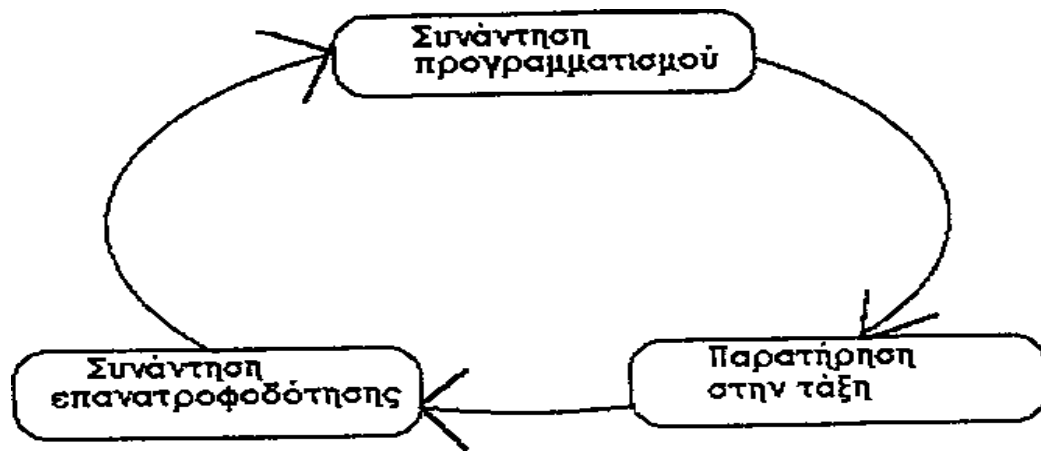 Συνάντηση
προγραμματισμού
Παρατήρηση
στην τάξη
Συνάντηση
επανατροφοδότησης